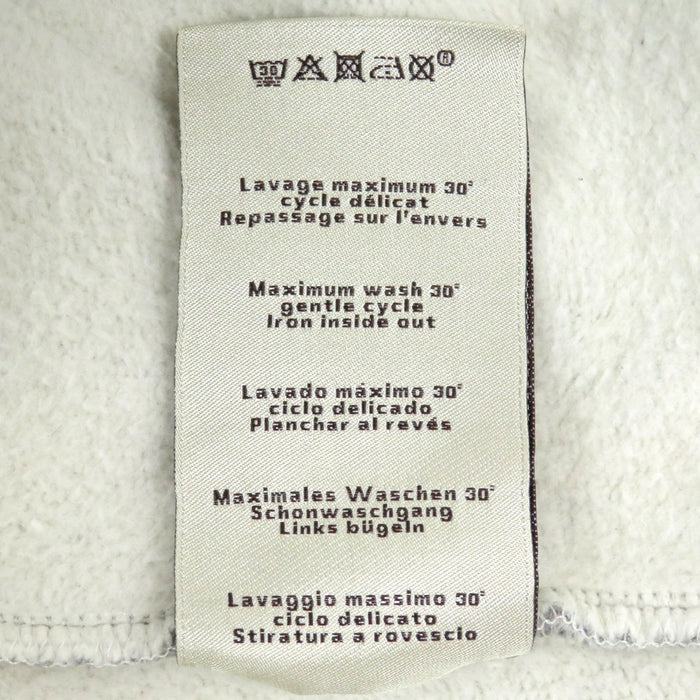 30 ®
Lavage maximum 30°
cycle délicat
Repassage sur l'envers
Maximum wash 30°
gentle cycle
Iron inside out
Lavado máximo 30°
ciclo delicado
Planchar al revés
Maximales Waschen 30°
Schonwaschgang
Links bügeln
Lavaggio massimo 30°
ciclo delicato
Stiratura a rovescio